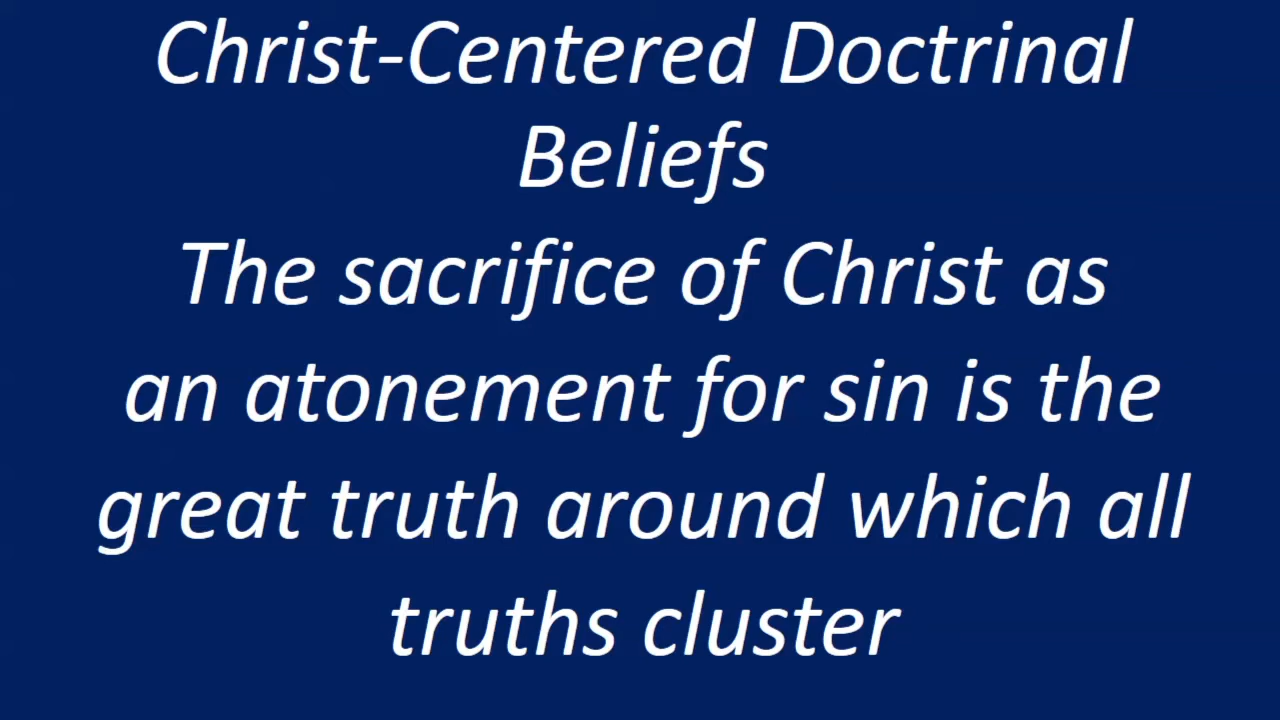 Christ-Centered Doctrinal
Beliefs
The sacrifice of Christ as
an atonement for sin is the
great truth around which all
truths cluster